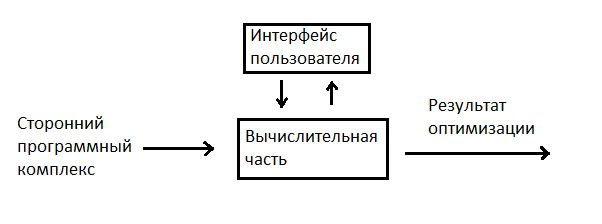 Интерфейс
пользователя
Сторонний
программный
комплекс
Вычислительная
часть
Результат
оптимизации